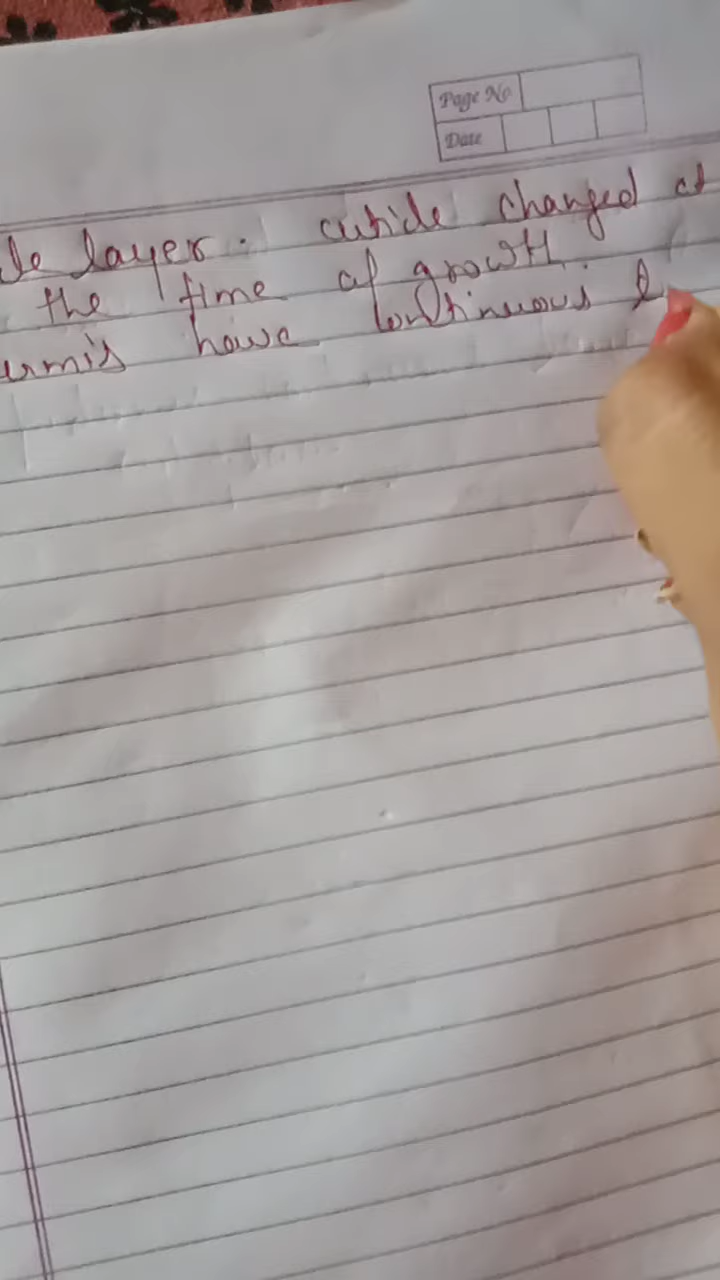 Page No
Date
le layer. cuticle changed at
the time of growth.
ermis have continuous